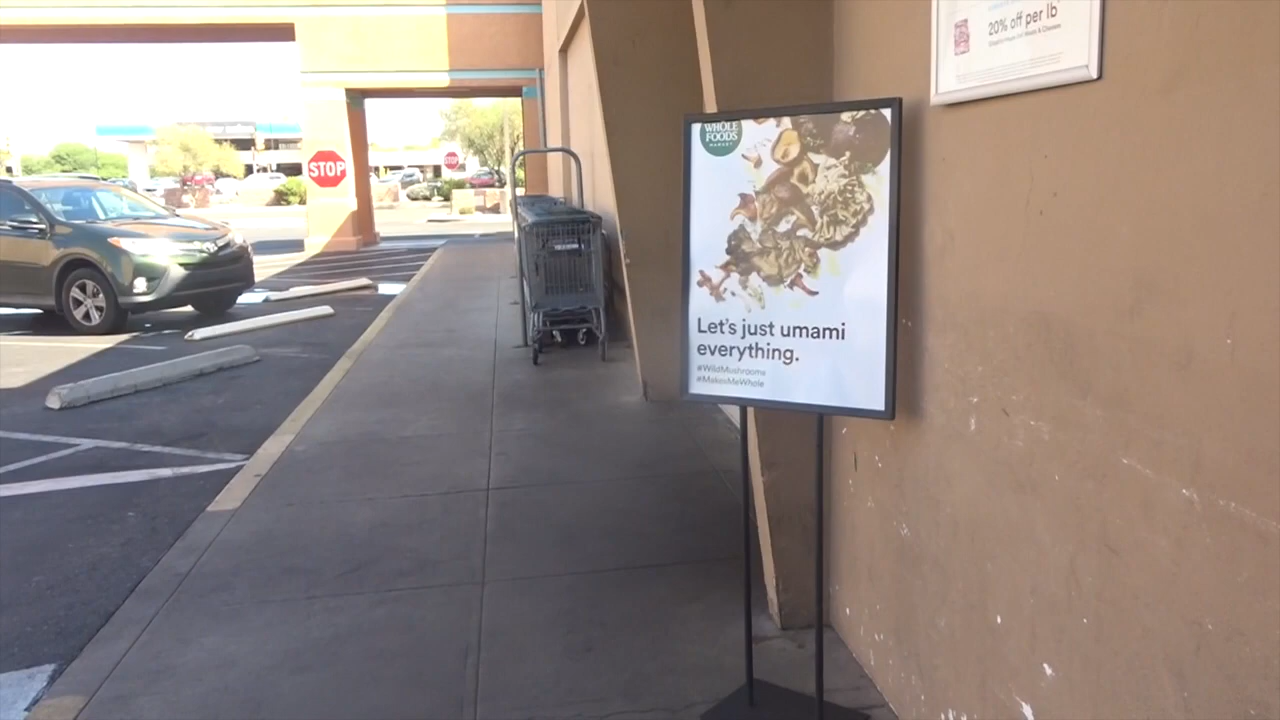 STOP
STOP
WHOLE
FOODS
MARKET
Let's just umami
everything.
#WildMushrooms
#MakesMeWhole
20% off per lb